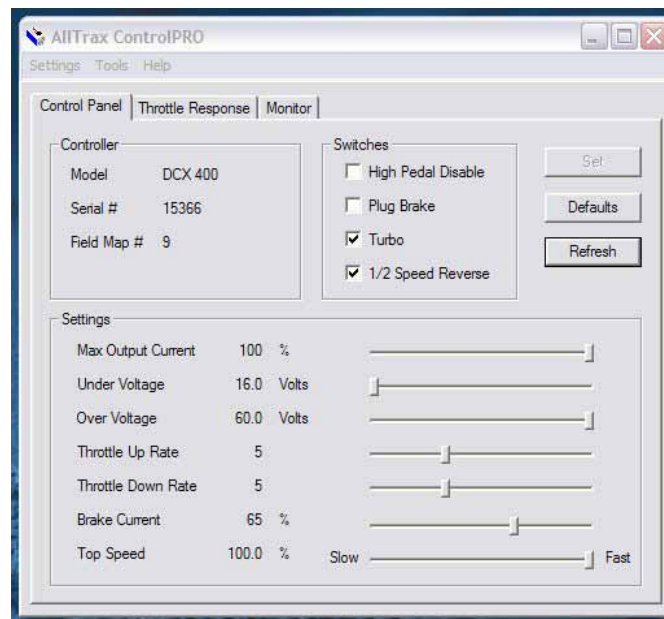 AllTrax ControlPRO
Settings Tools Help
Control Panel Throttle Response Monitor
Controller
Model DCX 400
Serial # 15366
Field Map # 9
Switches
High Pedal Disable
Plug Brake
Turbo
1/2 Speed Reverse
Set
Defaults
Refresh
Settings
Max Output Current 100 %
Under Voltage 16.0 Volts
Over Voltage 60.0 Volts
Throttle Up Rate 5
Throttle Down Rate 5
Brake Current 65 %
Top Speed 100.0 % Slow Fast